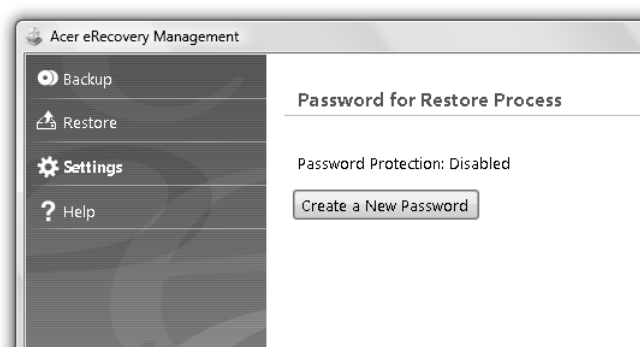 Acer eRecovery Management
Backup
Restore
Settings
Help
Password for Restore Process
Password Protection: Disabled
Create a New Password